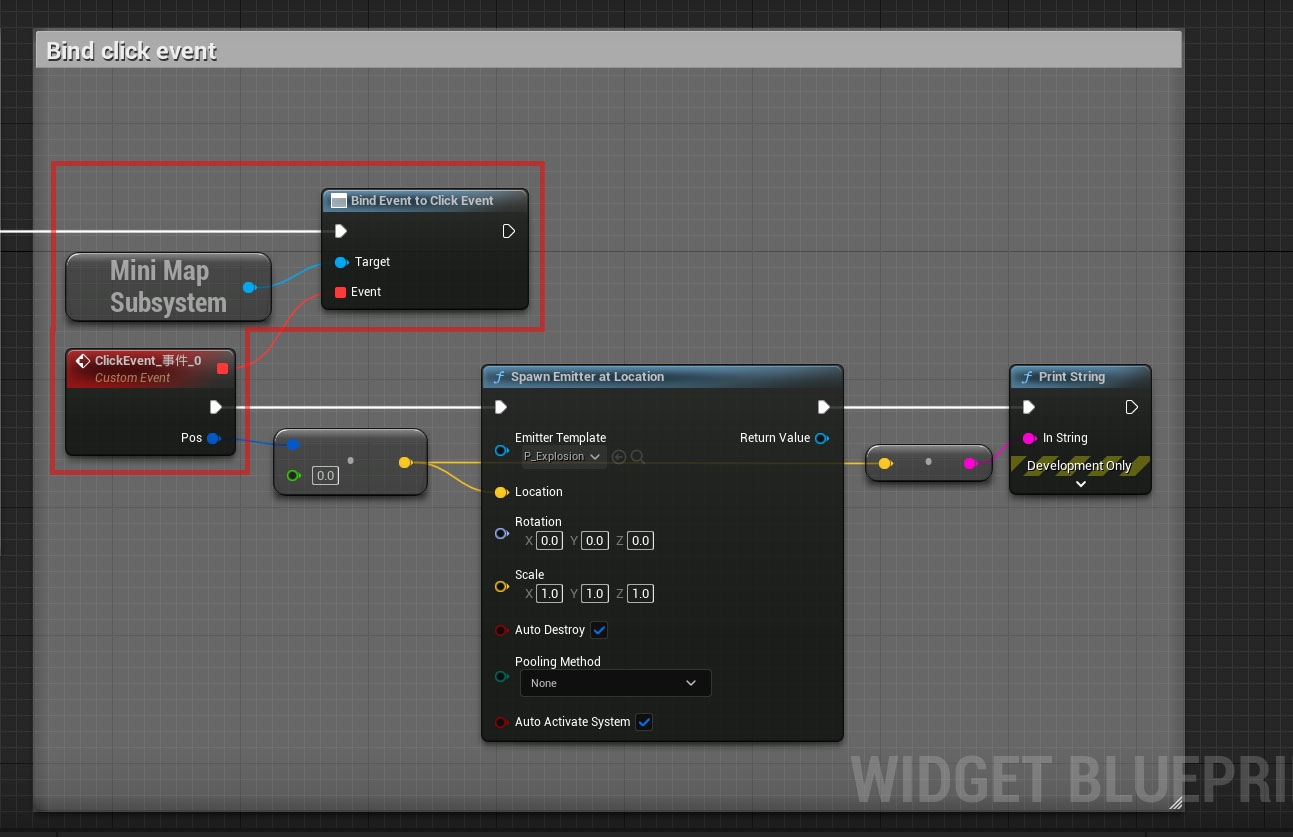 Bind click event
Bind Event to Click Event
Target
Event
Mini Map
Subsystem
ClickEvent_事件_0
Custom Event
Pos
0.0
Spawn Emitter at Location
Emitter Template
P_Explosion
Return Value
Location
Rotation
X 0.0 Y 0.0 Z 0.0
Scale
X 1.0 Y 1.0 Z 1.0
Auto Destroy
Pooling Method
None
Auto Activate System
f Print String
In String
Development Only
WIDGET BLUEPRI